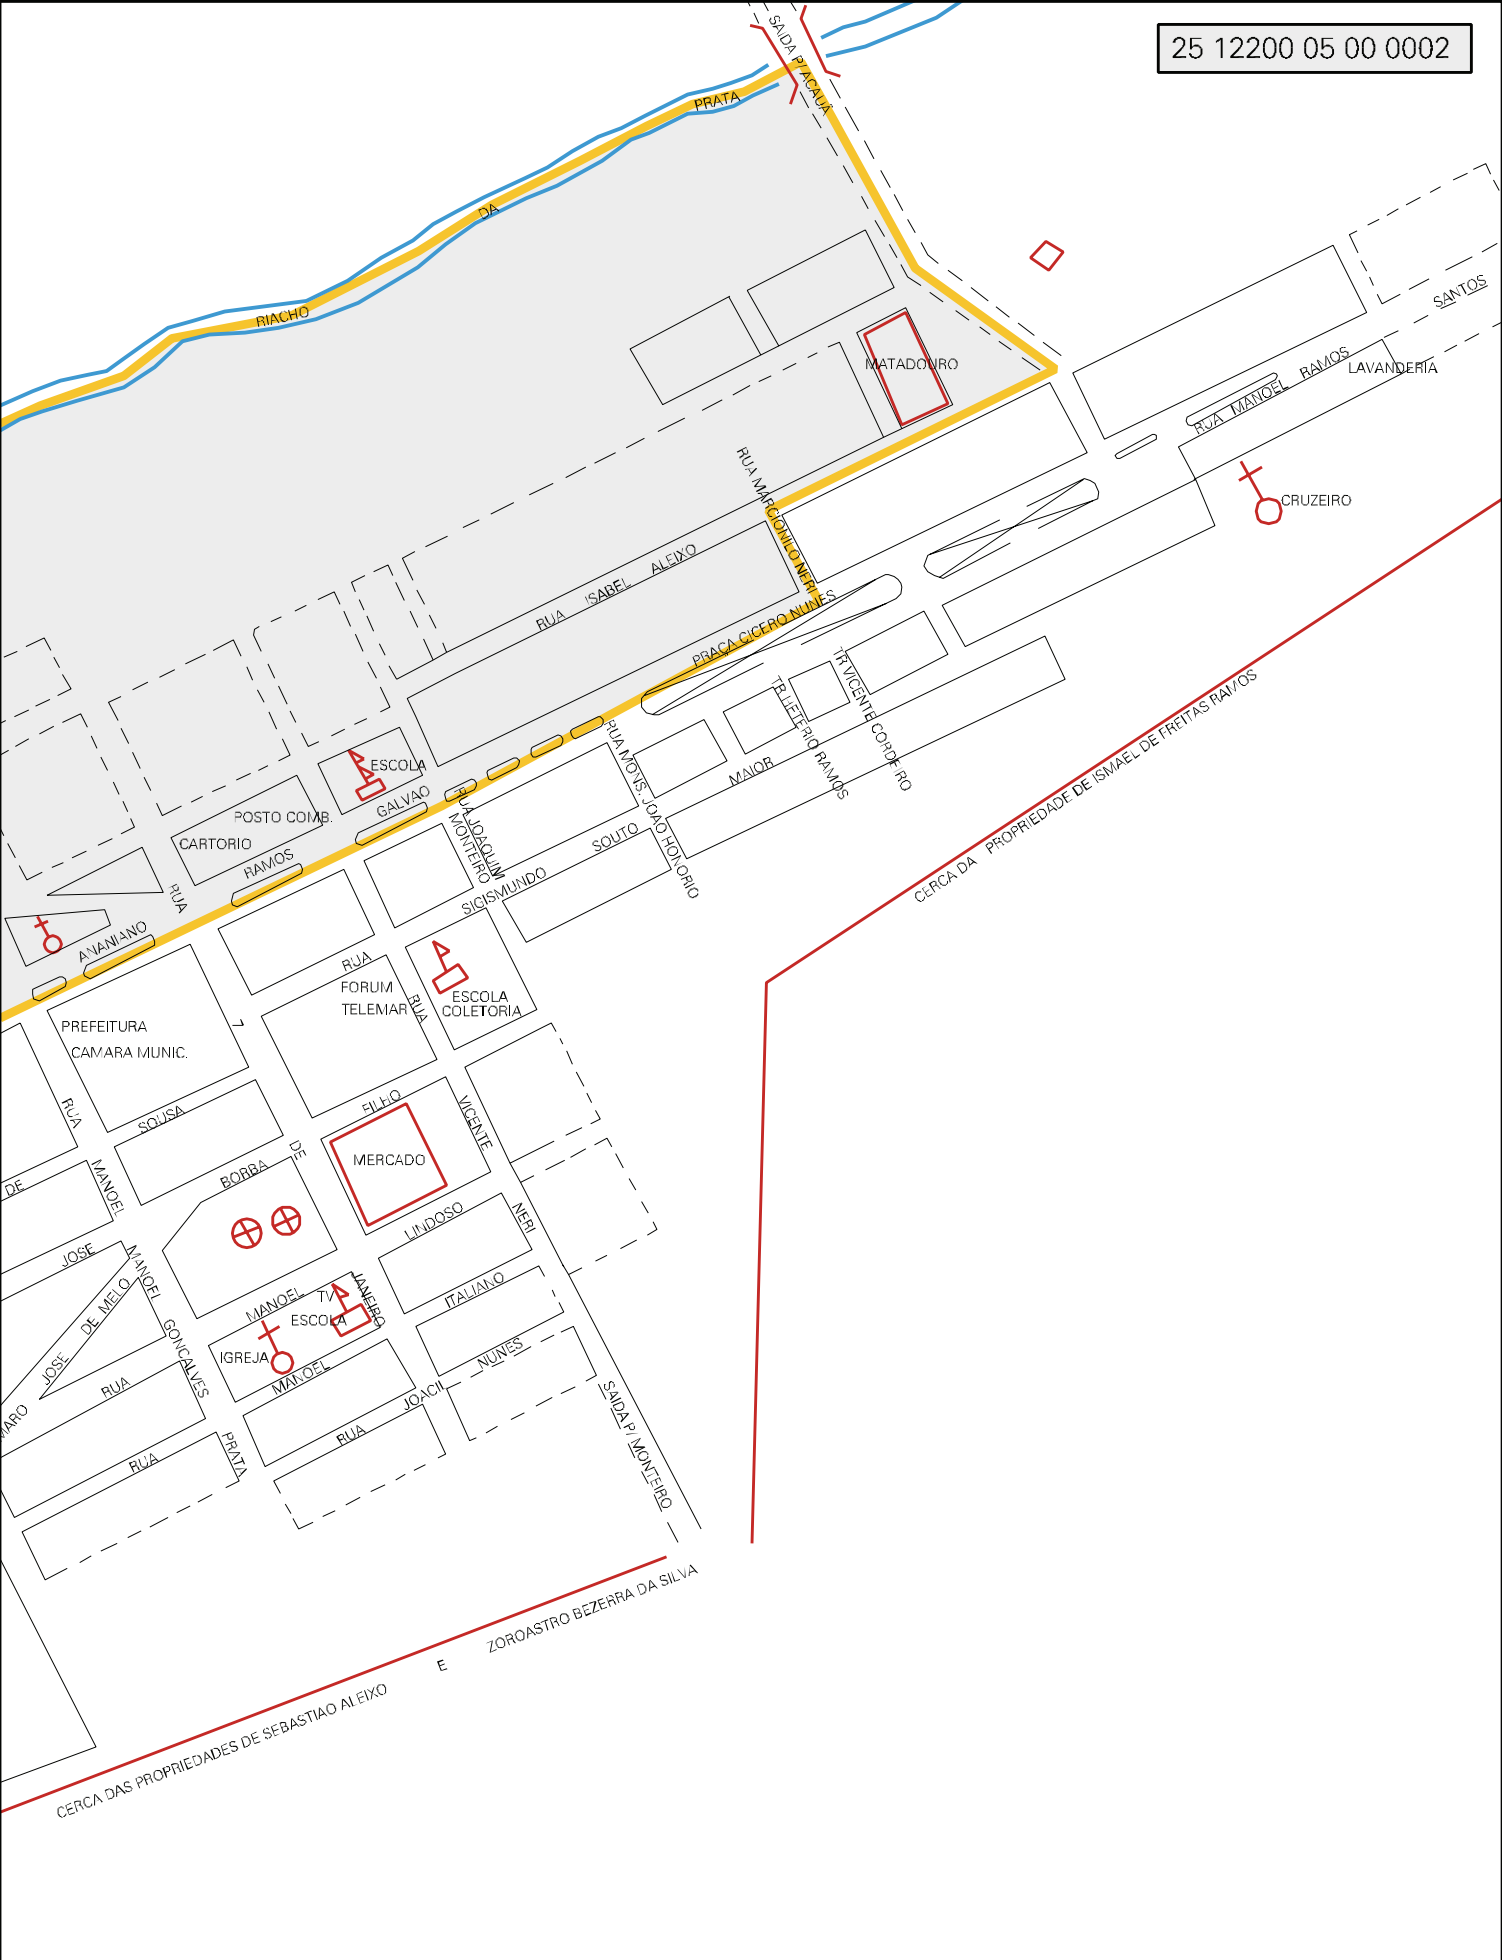 25 12200 05 00 0002
SAIDA P/ ACAUÃ
PRATA
DA
RIACHO
SANTOS
RUA MANOEL RAMOS
LAVANDERIA
MATADOURO
CRUZEIRO
RUA MARCIONILO NERI
RUA ISABEL ALEIXO
PRAÇA CICERO NUNES
TR VICENTE CORDEIRO
RAMOS
CERCA DA PROPRIEDADE DE ISMAEL DE FREITAS RAMOS
RUA MONS. JOAO HONORIO
MAIOR
ESCOLA
GALVAO
POSTO COMB.
CARTORIO
RAMOS
RUA JOAQUIM
MONTEIRO
SOUTO
SIGISMUNDO
RUA
ANANIANO
RUA
FORUM
TELEMAR
RUA
ESCOLA
COLETORIA
PREFEITURA
CAMARA MUNIC.
7
RUA
SOUSA
FILHO
VICENTE
DE
MERCADO
BORBA
MANOEL
DE
LINDOSO
NERI
JOSE
MANOEL
DE MELO
MANOEL
TV
ESCOLA
JANEIRO
ITALIANO
GONCALVES
IGREJA
JOSE
RUA
MANOEL
NUNES
JOACIL
RUA
PRATA
RUA
SAIDA P/ MONTEIRO
ZOROASTRO BEZERRA DA SILVA
E
CERCA DAS PROPRIEDADES DE SEBASTIAO ALEIXO